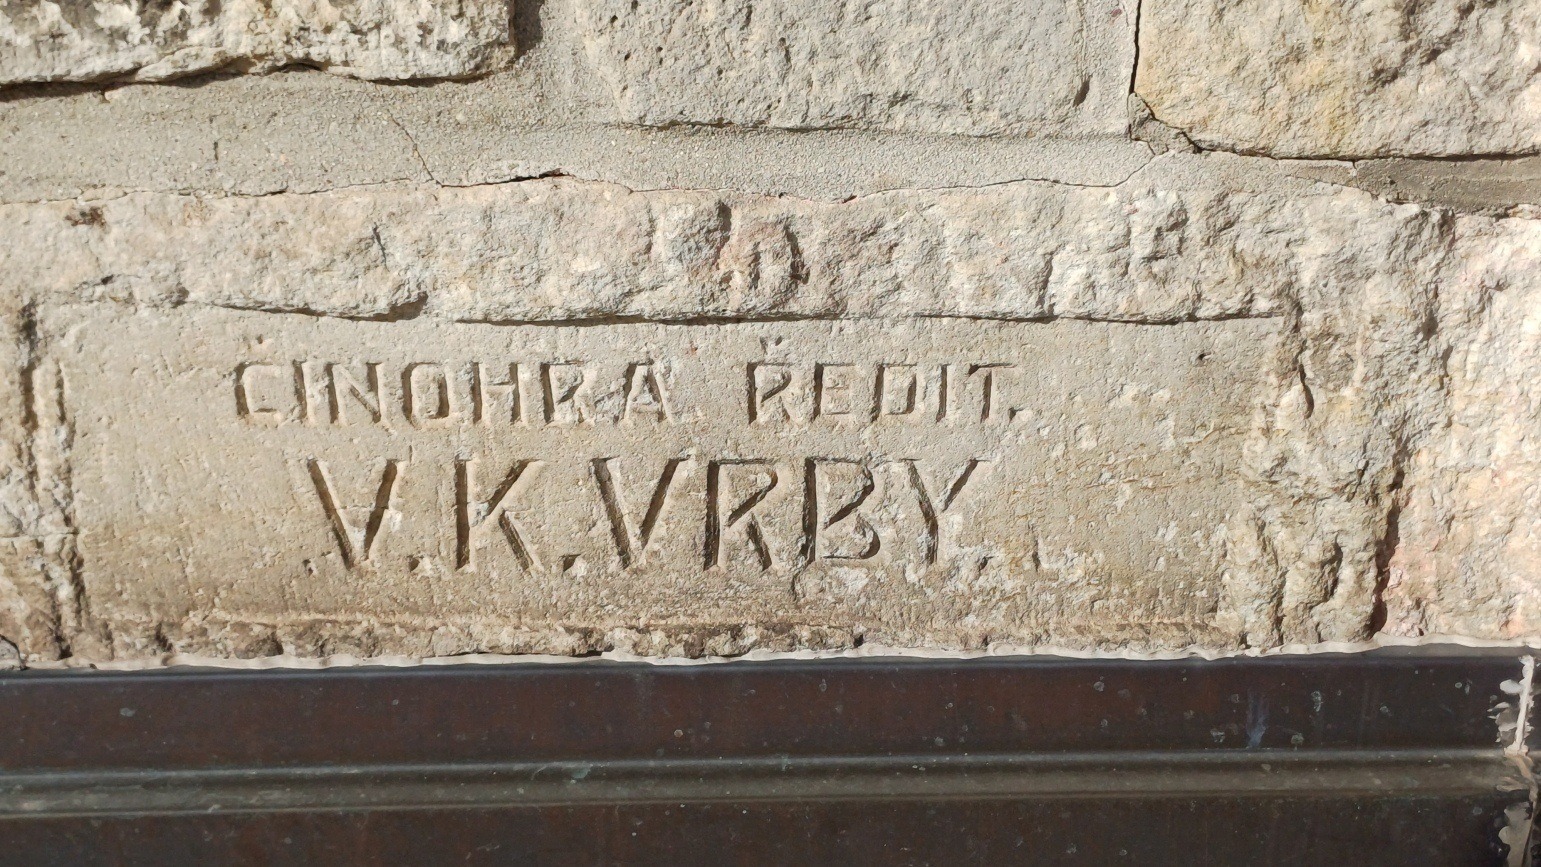 ČINOHRA ŘEDIT.
V. K. VRBY.